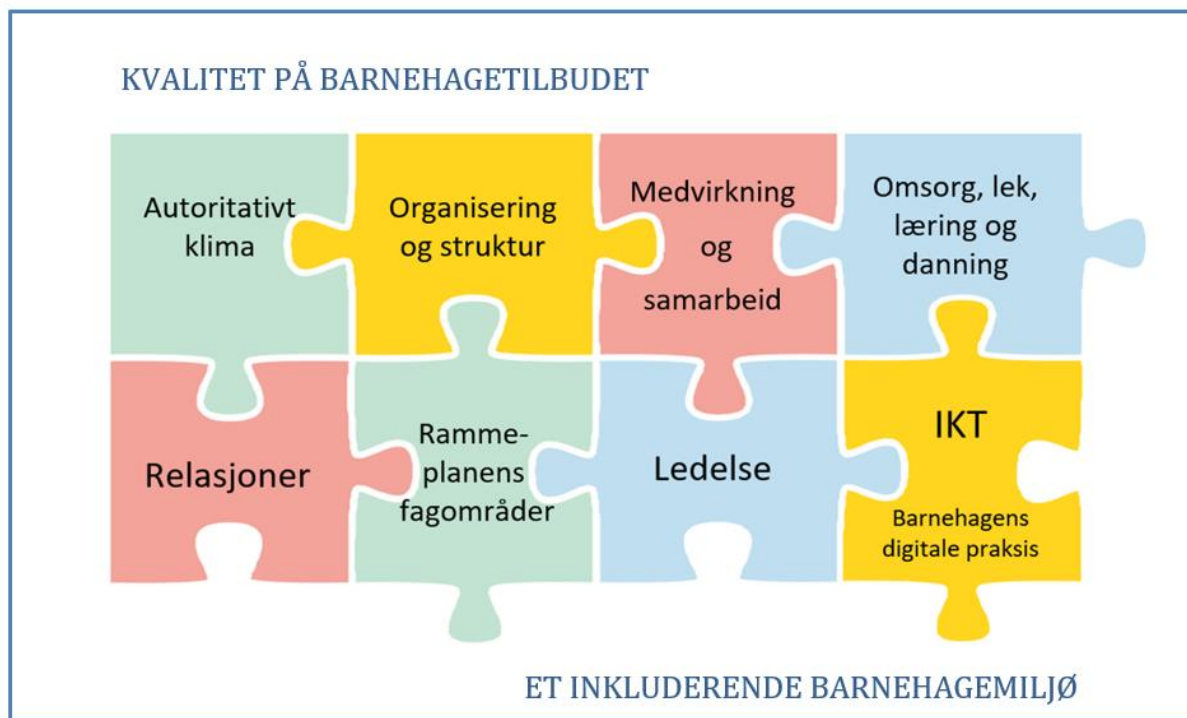 KVALITET PÅ BARNEHAGETILBUDET
Autoritativt
klima
Organisering
og struktur
Medvirkning
og
samarbeid
Omsorg, lek,
læring og
danning
Relasjoner
Ramme-
planens
fagområder
Ledelse
IKT
Barnehagens
digitale praksis
ET INKLUDERENDE BARNEHAGEMILJØ